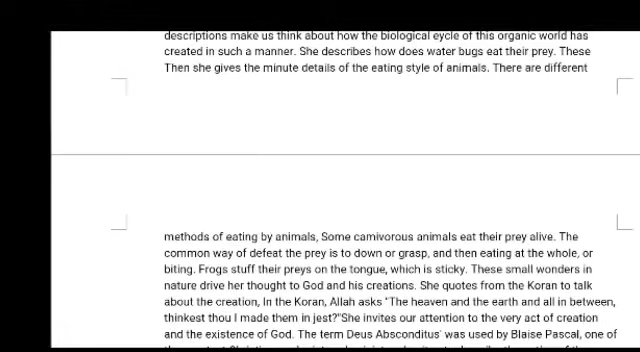 descriptions make us think about how the biological eycle of this organic world has
created in such a manner. She describes how does water bugs eat their prey. These
Then she gives the minute details of the eating style of animals. There are different
methods of eating by animals, Some camivorous animals eat their prey alive. The
common way of defeat the prey is to down or grasp, and then eating at the whole, or
biting. Frogs stuff their preys on the tongue, which is sticky. These small wonders in
nature drive her thought to God and his creations. She quotes from the Koran to talk
about the creation, In the Koran, Allah asks "The heaven and the earth and all in between,
thinkest thou I made them in jest?"She invites our attention to the very act of creation
and the existence of God. The term Deus Absconditus' was used by Blaise Pascal, one of